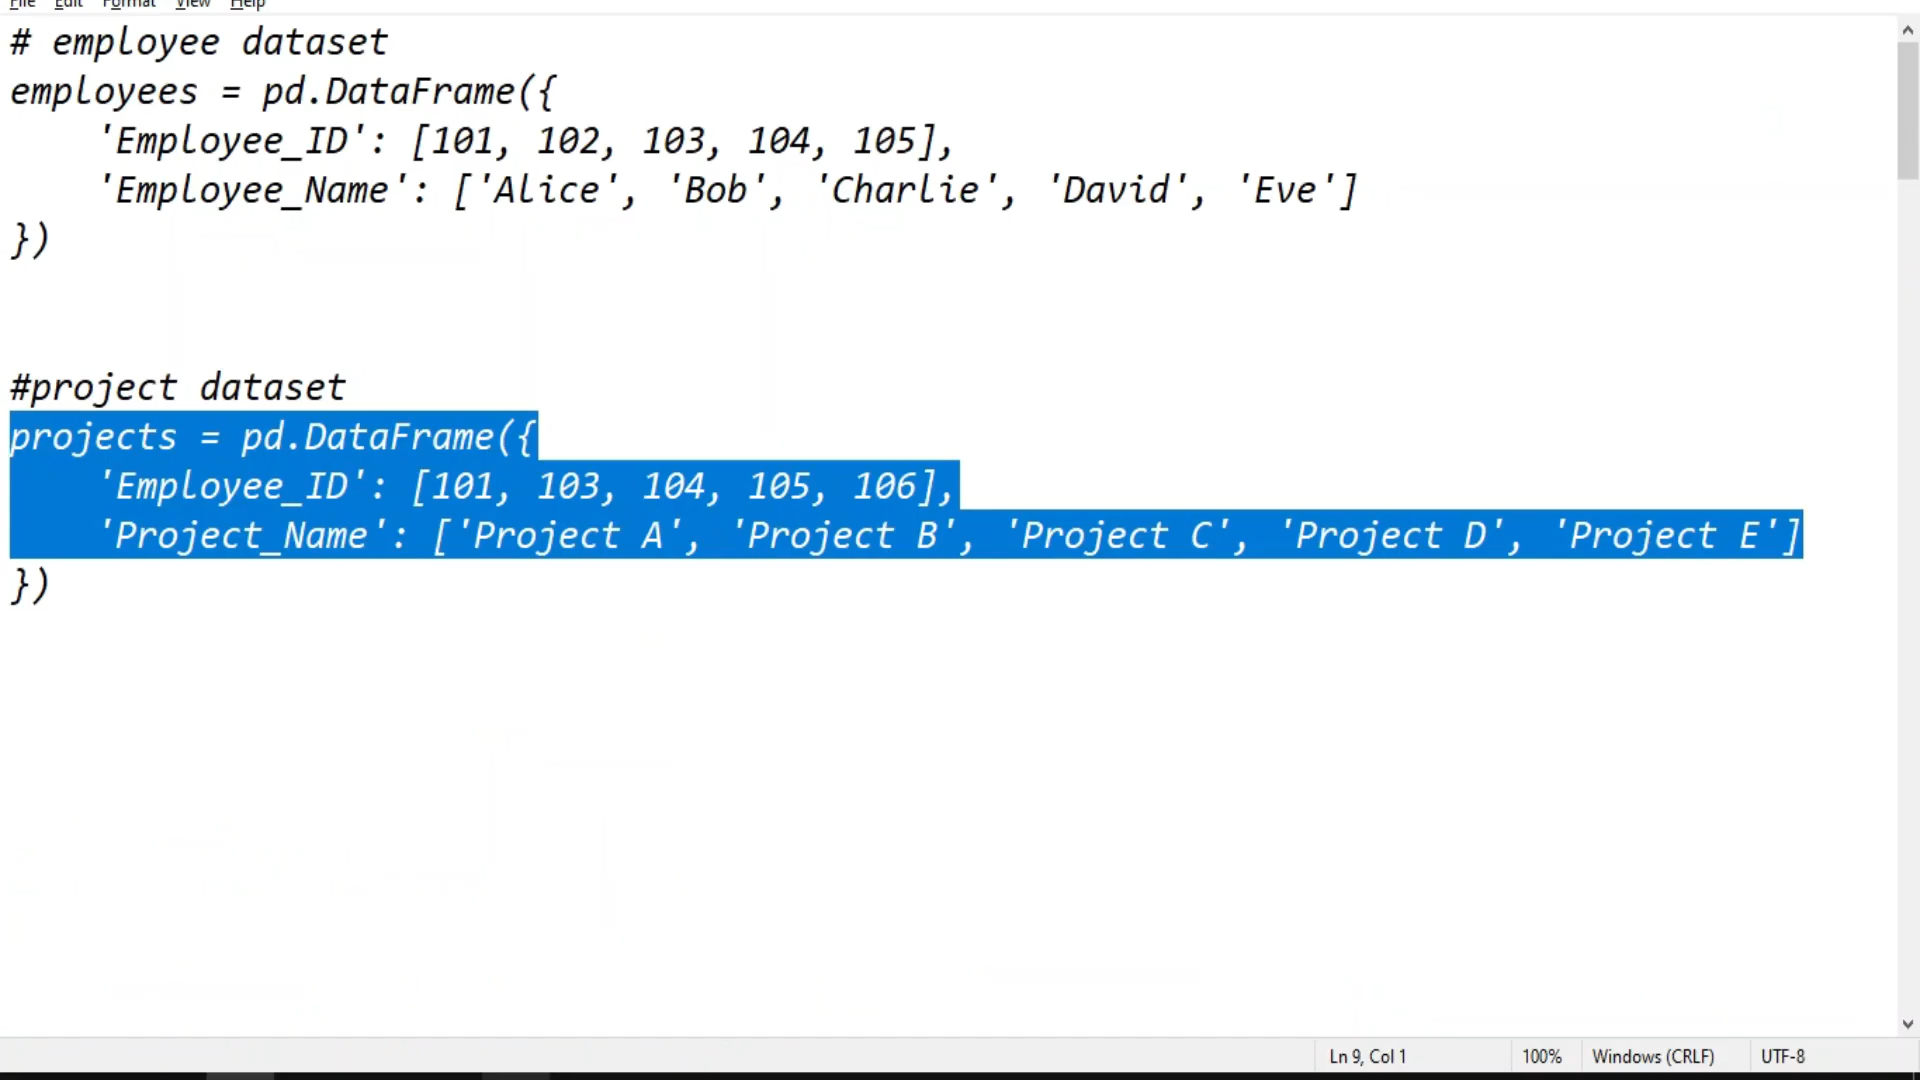 File Edit Format View Help
# employee dataset
employees = pd.DataFrame({
    'Employee_ID': [101, 102, 103, 104, 105],
    'Employee_Name': ['Alice', 'Bob', 'Charlie', 'David', 'Eve']
})
#project dataset
projects = pd.DataFrame({
    'Employee_ID': [101, 103, 104, 105, 106],
    'Project_Name': ['Project A', 'Project B', 'Project C', 'Project D', 'Project E']
})
Ln 9, Col 1 100% Windows (CRLF) UTF-8